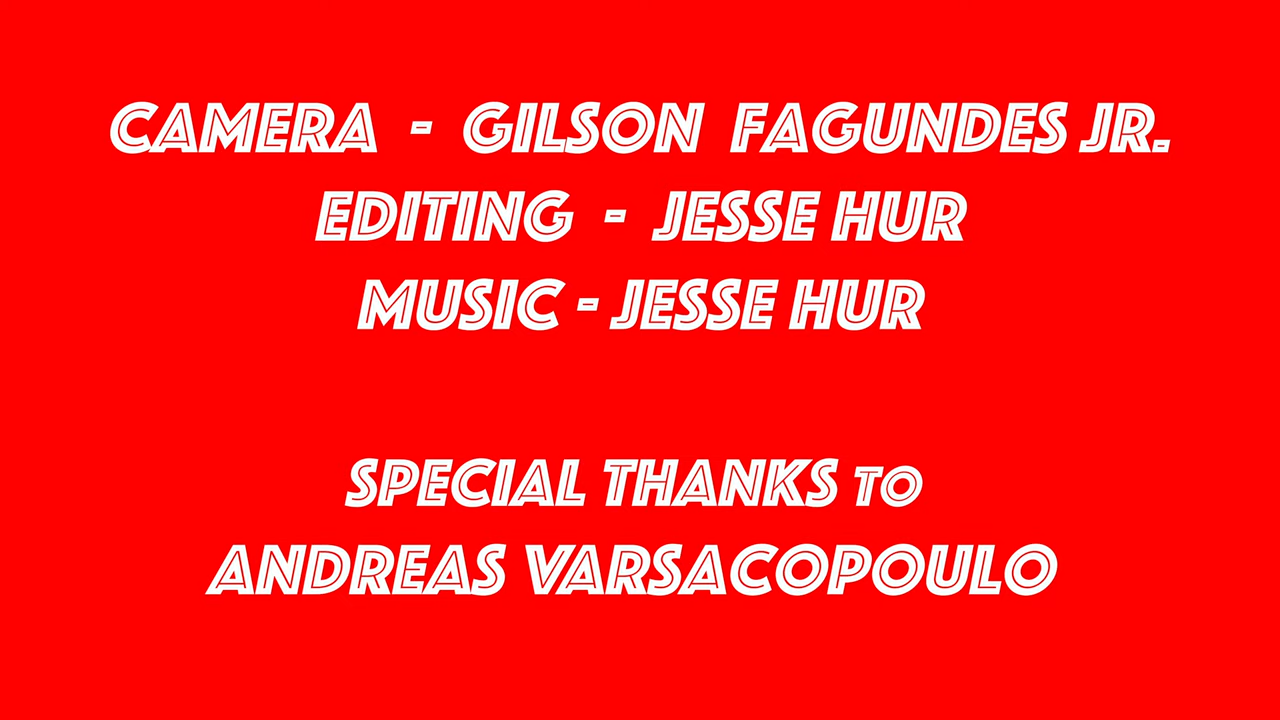 CAMERA - GILSON FAGUNDES JR.
EDITING - JESSE HUR
MUSIC - JESSE HUR
SPECIAL THANKS TO
ANDREAS VARSACOPOULO